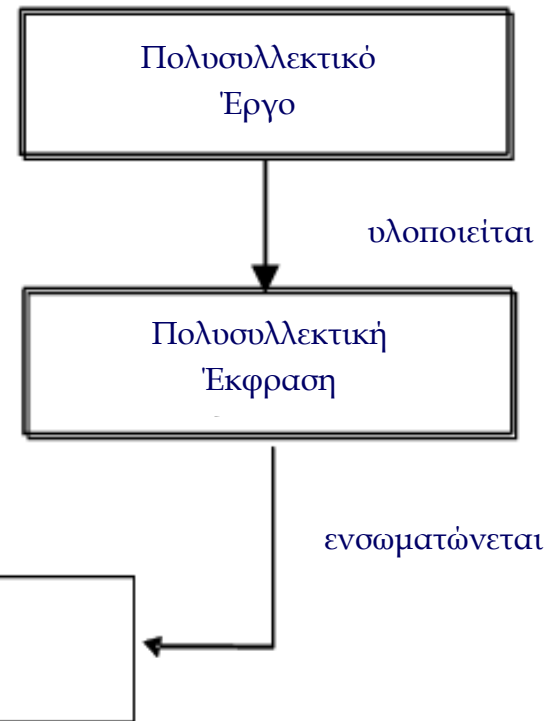 Πολυσυλλεκτικό
Έργο
υλοποιείται
Πολυσυλλεκτική
Έκφραση
ενσωματώνεται